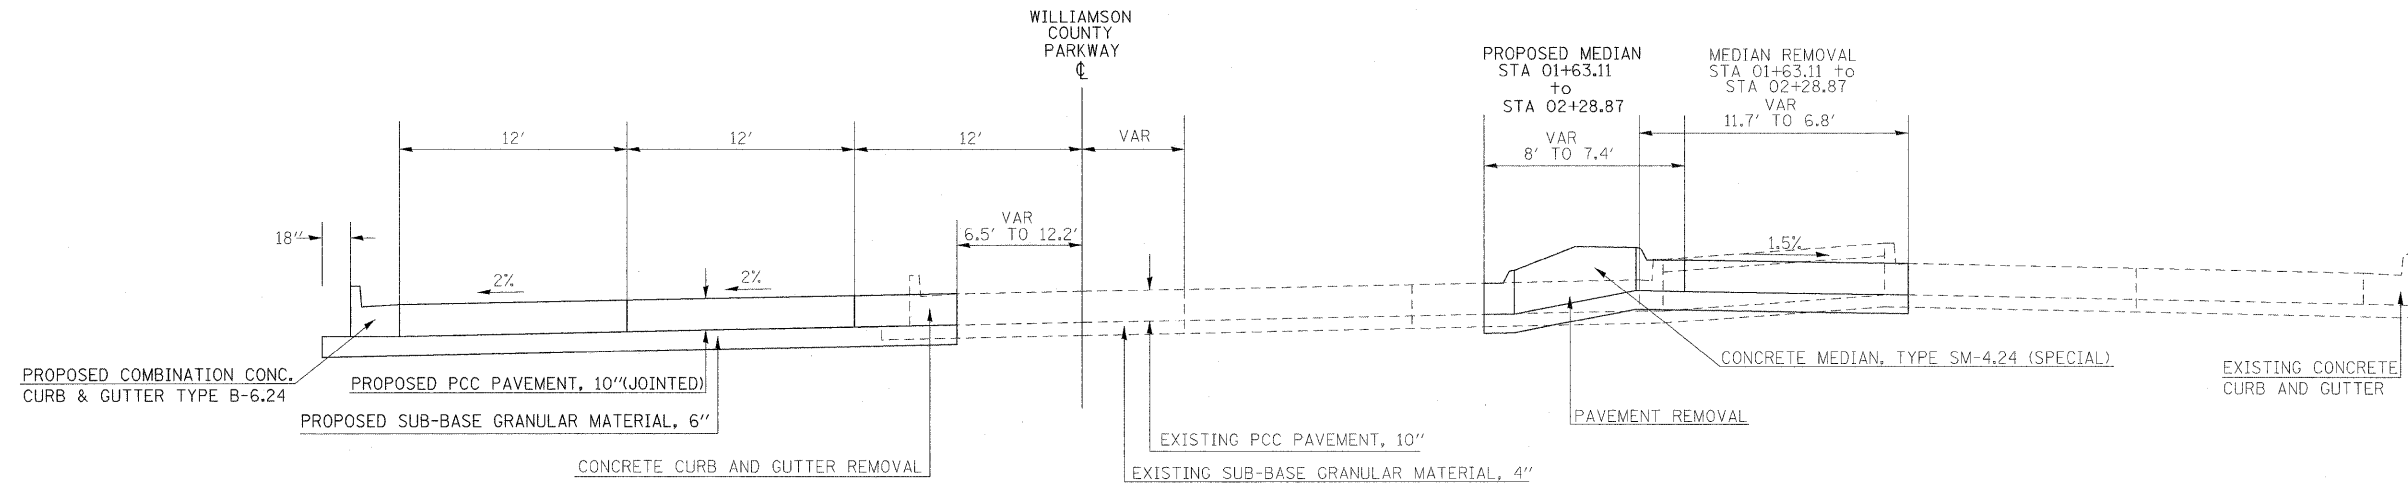 WILLIAMSON
COUNTY
PARKWAY
℄
PROPOSED MEDIAN
STA 01+63.11
to
STA 02+28.87
MEDIAN REMOVAL
STA 01+63.11 to
STA 02+28.87
VAR
11.7' TO 6.8'
12'
12'
12'
VAR
VAR
8' TO 7.4'
18"
VAR
6.5' TO 12.2'
2%
2%
1.5%
PROPOSED COMBINATION CONC.
CURB & GUTTER TYPE B-6.24
PROPOSED PCC PAVEMENT, 10"(JOINTED)
PROPOSED SUB-BASE GRANULAR MATERIAL, 6"
CONCRETE CURB AND GUTTER REMOVAL
EXISTING PCC PAVEMENT, 10"
EXISTING SUB-BASE GRANULAR MATERIAL, 4"
PAVEMENT REMOVAL
CONCRETE MEDIAN, TYPE SM-4.24 (SPECIAL)
EXISTING CONCRETE
CURB AND GUTTER